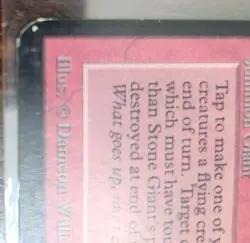 Tap to make one of y
creatures a flying cre
end of turn. Target c
which must have tou
than Stone Giant's p
destroyed at end of
What goes up,
Illus. © Dameon Will